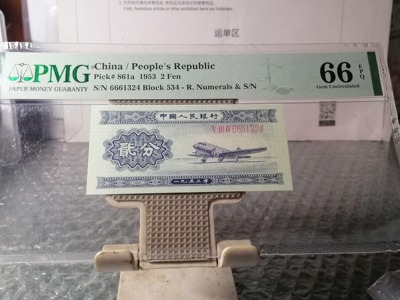 运单区
PMG
PAPER MONEY GUARANTY
China / People's Republic
Pick# 861a 1953 2 Fen
S/N 6661324 Block 534 - R. Numerals & S/N
66 EPQ
Gem Uncirculated
中国人民银行
6661324
贰分
一九五三年